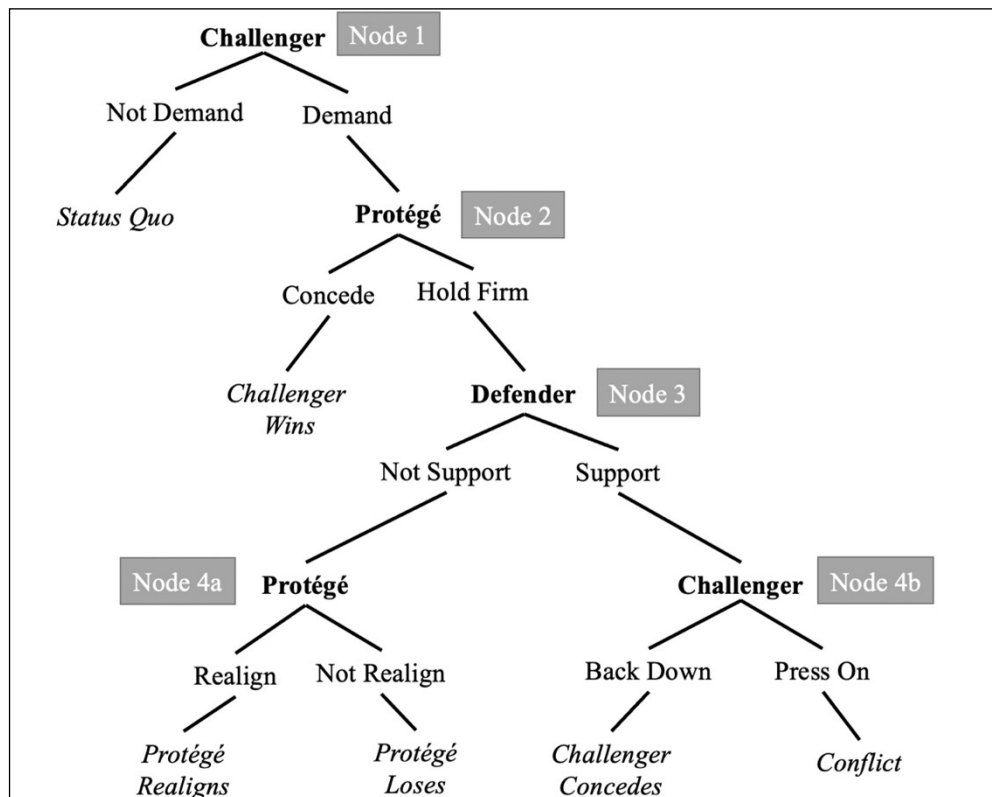 Challenger Node 1
Not Demand Demand
Status Quo
Protégé Node 2
Concede Hold Firm
Challenger
Wins
Defender Node 3
Not Support Support
Node 4a Protégé Challenger Node 4b
Realign Not Realign Back Down Press On
Protégé Protégé Challenger Conflict
Realigns Loses Concedes